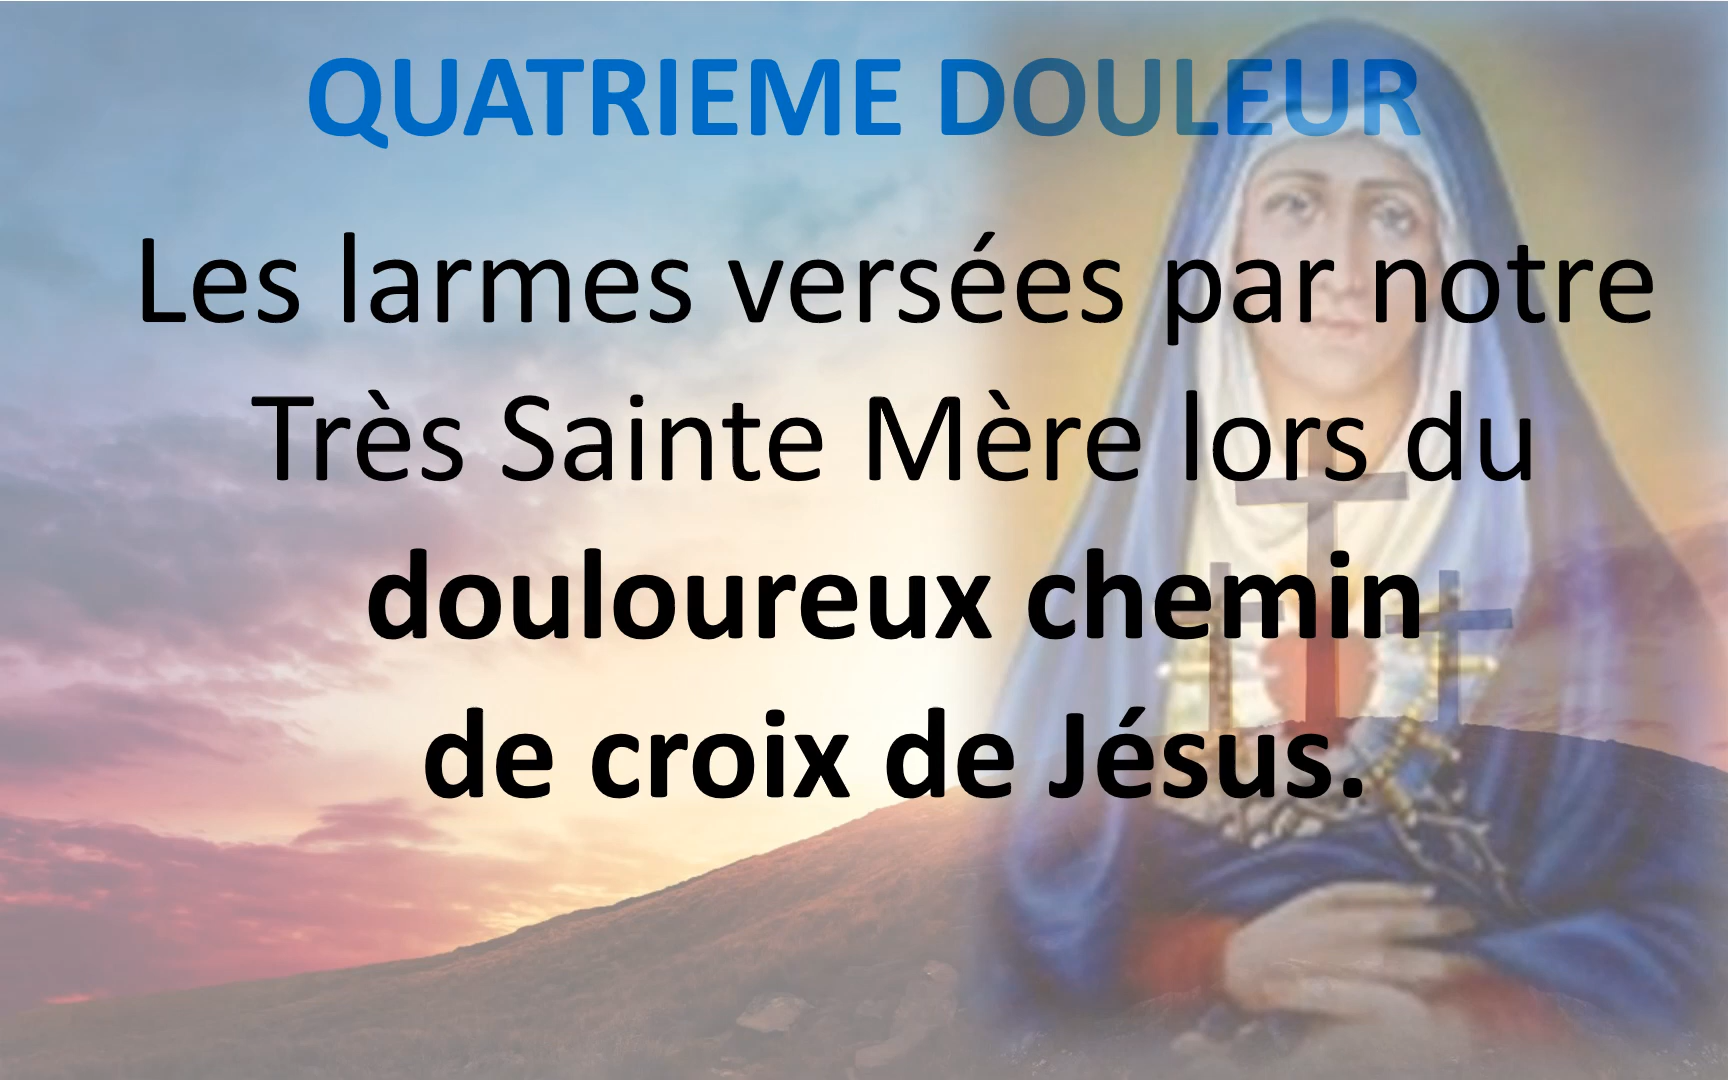 QUATRIEME DOULEUR
Les larmes versées par notre
Très Sainte Mère lors du
douloureux chemin
de croix de Jésus.